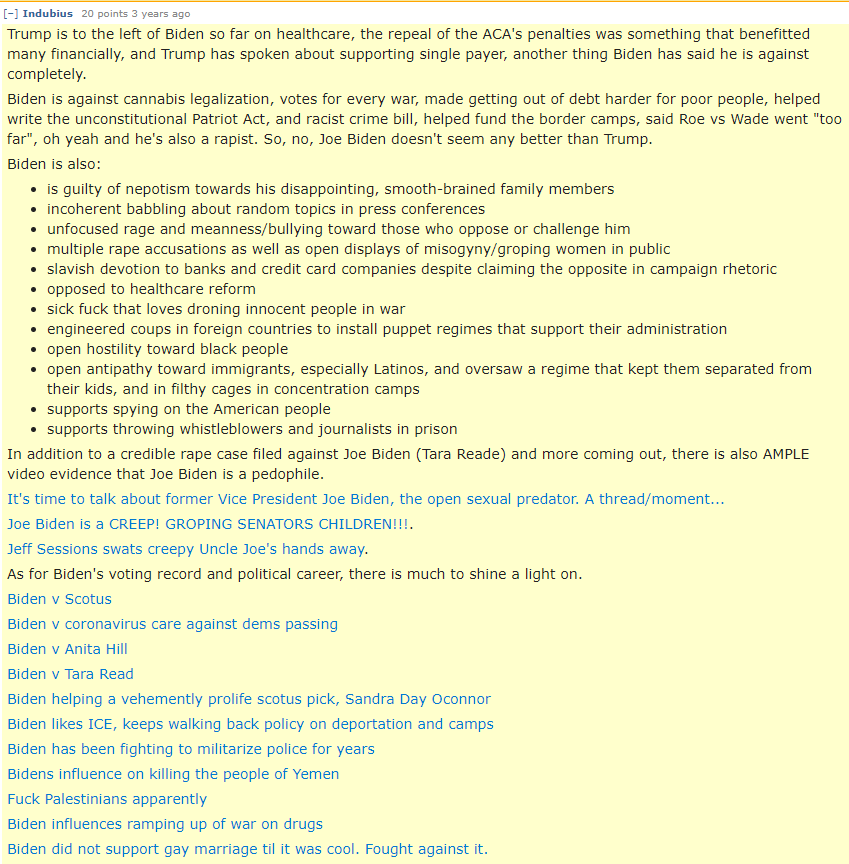 [–] Indubius 20 points 3 years ago
Trump is to the left of Biden so far on healthcare, the repeal of the ACA's penalties was something that benefitted
many financially, and Trump has spoken about supporting single payer, another thing Biden has said he is against
completely.
Biden is against cannabis legalization, votes for every war, made getting out of debt harder for poor people, helped
write the unconstitutional Patriot Act, and racist crime bill, helped fund the border camps, said Roe vs Wade went "too
far", oh yeah and he's also a rapist. So, no, Joe Biden doesn't seem any better than Trump.
Biden is also:
• is guilty of nepotism towards his disappointing, smooth-brained family members
• incoherent babbling about random topics in press conferences
• unfocused rage and meanness/bullying toward those who oppose or challenge him
• multiple rape accusations as well as open displays of misogyny/groping women in public
• slavish devotion to banks and credit card companies despite claiming the opposite in campaign rhetoric
• opposed to healthcare reform
• sick fuck that loves droning innocent people in war
• engineered coups in foreign countries to install puppet regimes that support their administration
• open hostility toward black people
• open antipathy toward immigrants, especially Latinos, and oversaw a regime that kept them separated from
their kids, and in filthy cages in concentration camps
• supports spying on the American people
• supports throwing whistleblowers and journalists in prison
In addition to a credible rape case filed against Joe Biden (Tara Reade) and more coming out, there is also AMPLE
video evidence that Joe Biden is a pedophile.
It's time to talk about former Vice President Joe Biden, the open sexual predator. A thread/moment...
Joe Biden is a CREEP! GROPING SENATORS CHILDREN!!!.
Jeff Sessions swats creepy Uncle Joe's hands away.
As for Biden's voting record and political career, there is much to shine a light on.
Biden v Scotus
Biden v coronavirus care against dems passing
Biden v Anita Hill
Biden v Tara Read
Biden helping a vehemently prolife scotus pick, Sandra Day Oconnor
Biden likes ICE, keeps walking back policy on deportation and camps
Biden has been fighting to militarize police for years
Bidens influence on killing the people of Yemen
Fuck Palestinians apparently
Biden influences ramping up of war on drugs
Biden did not support gay marriage til it was cool. Fought against it.